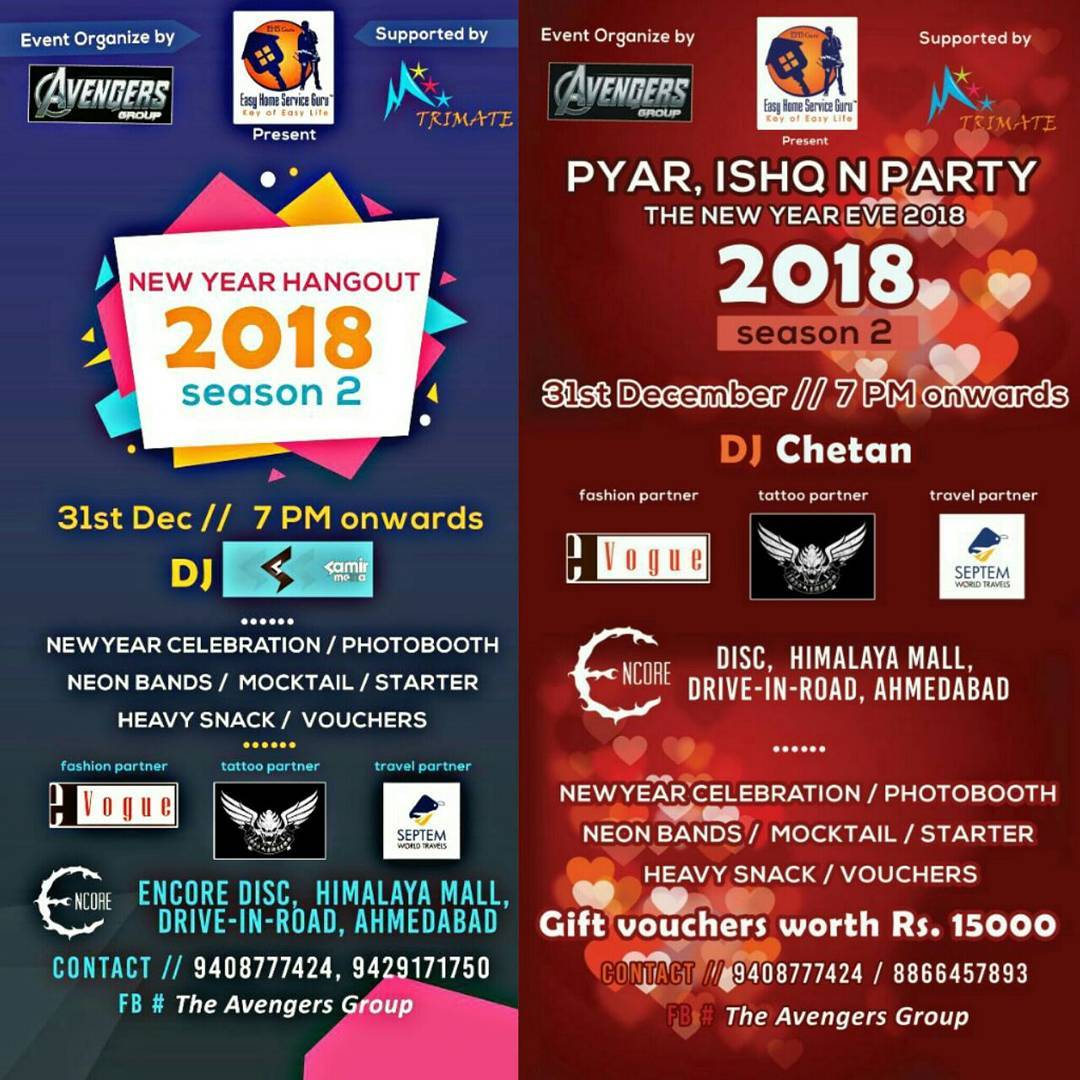 Event Organize by
AVENGERS
GROUP
EHS Guru
Easy Home Service Guru™
Key of Easy Life
Present
Supported by
TRIMATE
NEW YEAR HANGOUT
2018
season 2
31st Dec // 7 PM onwards
DJ samir media
NEWYEAR CELEBRATION / PHOTOBOOTH
NEON BANDS / MOCKTAIL / STARTER
HEAVY SNACK / VOUCHERS
fashion partner tattoo partner travel partner
e Vogue
SEPTEM
WORLD TRAVELS
ENCORE
ENCORE DISC, HIMALAYA MALL,
DRIVE-IN-ROAD, AHMEDABAD
CONTACT // 9408777424, 9429171750
FB # The Avengers Group
Event Organize by
AVENGERS
GROUP
EHS Guru
Easy Home Service Guru™
Key of Easy Life
Present
Supported by
TRIMATE
PYAR, ISHQ N PARTY
THE NEW YEAR EVE 2018
2018
season 2
31st December // 7 PM onwards
DJ Chetan
fashion partner tattoo partner travel partner
e Vogue
SEPTEM
WORLD TRAVELS
ENCORE
DISC, HIMALAYA MALL,
DRIVE-IN-ROAD, AHMEDABAD
NEWYEAR CELEBRATION / PHOTOBOOTH
NEON BANDS / MOCKTAIL / STARTER
HEAVY SNACK / VOUCHERS
Gift vouchers worth Rs. 15000
CONTACT // 9408777424 / 8866457893
FB # The Avengers Group